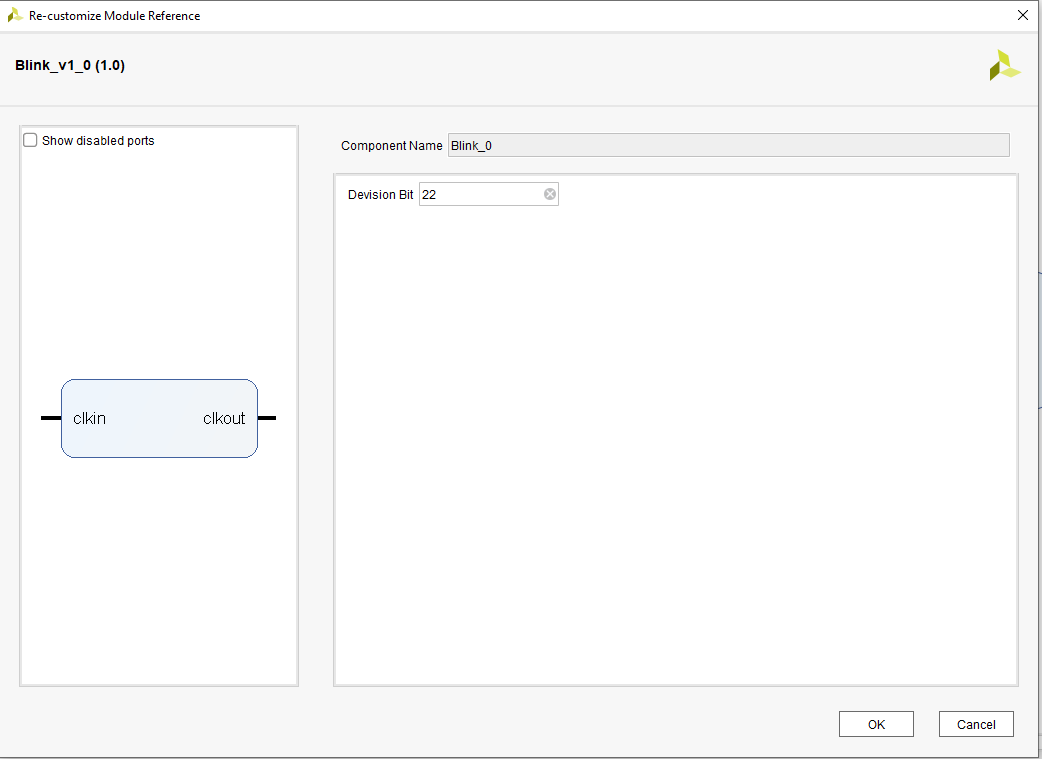 Re-customize Module Reference
Blink_v1_0 (1.0)
Show disabled ports
Component Name Blink_0
Devision Bit 22
clkin clkout
OK Cancel